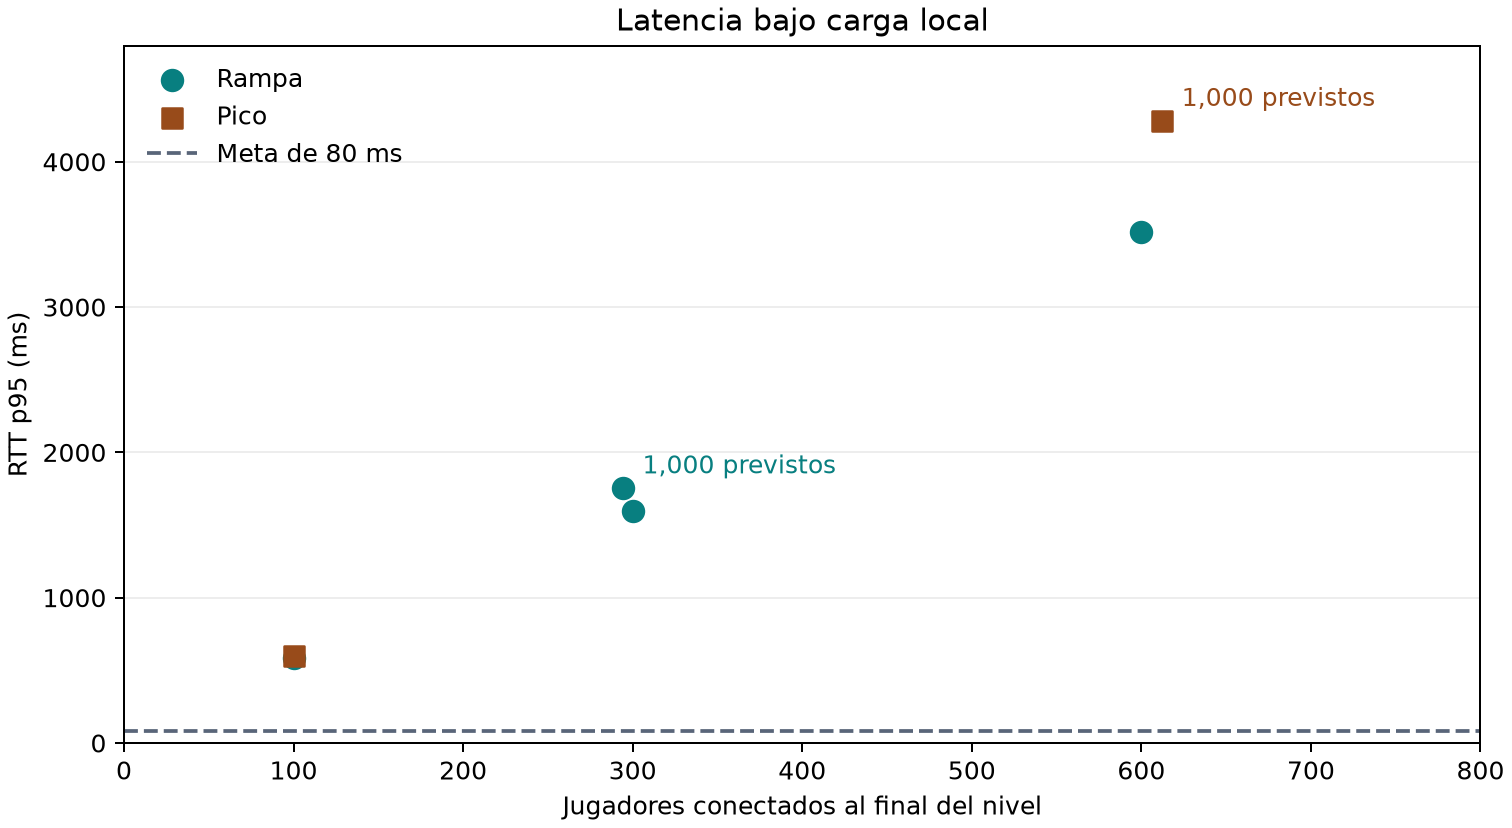 Latencia bajo carga local
Rampa
Pico
Meta de 80 ms
1,000 previstos
1,000 previstos
RTT p95 (ms)
4000
3000
2000
1000
0
0 100 200 300 400 500 600 700 800
Jugadores conectados al final del nivel